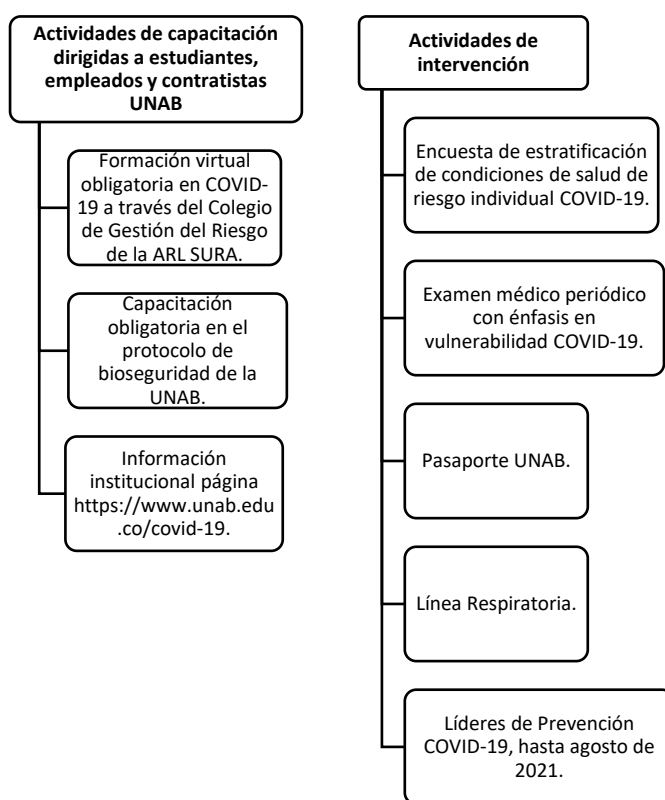 Actividades de capacitación
dirigidas a estudiantes,
empleados y contratistas
UNAB
Formación virtual
obligatoria en COVID-
19 a través del Colegio
de Gestión del Riesgo
de la ARL SURA.
Capacitación
obligatoria en el
protocolo de
bioseguridad de la
UNAB.
Información
institucional página
https://www.unab.edu
.co/covid-19.
Actividades de
intervención
Encuesta de estratificación
de condiciones de salud de
riesgo individual COVID-19.
Examen médico periódico
con énfasis en
vulnerabilidad COVID-19.
Pasaporte UNAB.
Línea Respiratoria.
Líderes de Prevención
COVID-19, hasta agosto de
2021.